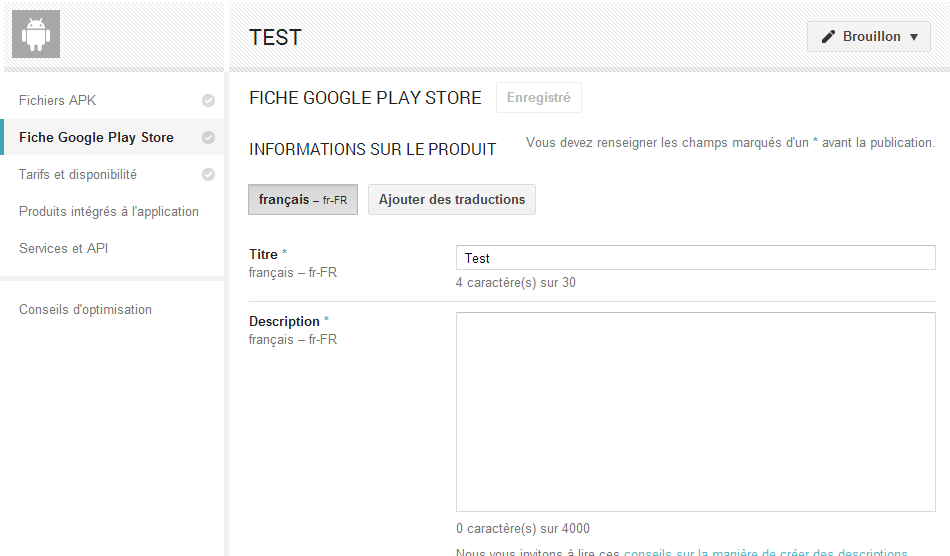 TEST
Brouillon
Fichiers APK
Fiche Google Play Store
Tarifs et disponibilité
Produits intégrés à l'application
Services et API
Conseils d'optimisation
FICHE GOOGLE PLAY STORE Enregistré
INFORMATIONS SUR LE PRODUIT Vous devez renseigner les champs marqués d'un * avant la publication.
français – fr-FR Ajouter des traductions
Titre * Test
français – fr-FR
4 caractère(s) sur 30
Description *
français – fr-FR
0 caractère(s) sur 4000
Nous vous invitons à lire ces conseils sur la manière de créer des descriptions